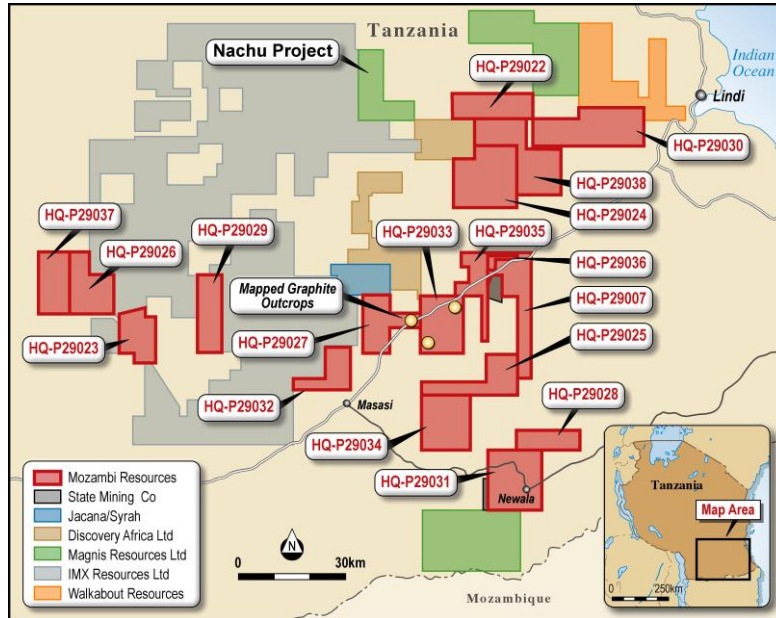 Tanzania
Nachu Project
Indian
Ocean
Lindi
HQ-P29022
HQ-P29030
HQ-P29038
HQ-P29024
HQ-P29037
HQ-P29026
HQ-P29029
HQ-P29033
HQ-P29035
HQ-P29036
Mapped Graphite
Outcrops
HQ-P29007
HQ-P29023
HQ-P29027
HQ-P29025
HQ-P29032
Masasi
HQ-P29028
HQ-P29034
HQ-P29031
Newala
Mozambi Resources
State Mining Co
Jacana/Syrah
Discovery Africa Ltd
Magnis Resources Ltd
IMX Resources Ltd
Walkabout Resources
N
0
30km
Mozambique
Tanzania
Map Area
0
250km